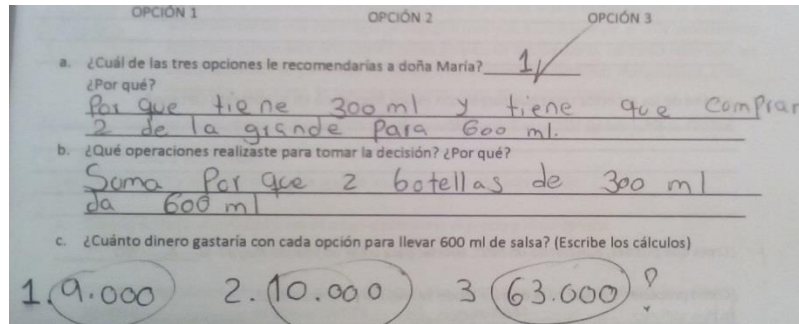 OPCIÓN 1 OPCIÓN 2 OPCIÓN 3
a. ¿Cuál de las tres opciones le recomendarías a doña María? 1
¿Por qué?
Por que tiene 300 ml y tiene que comprar
2 de la grande para 600 ml.
b. ¿Qué operaciones realizaste para tomar la decisión? ¿Por qué?
Soma Por que 2 botellas de 300 ml
da 600 ml
c. ¿Cuánto dinero gastaría con cada opción para llevar 600 ml de salsa? (Escribe los cálculos)
1. 9.000 2. 10.000 3 63.000 ?